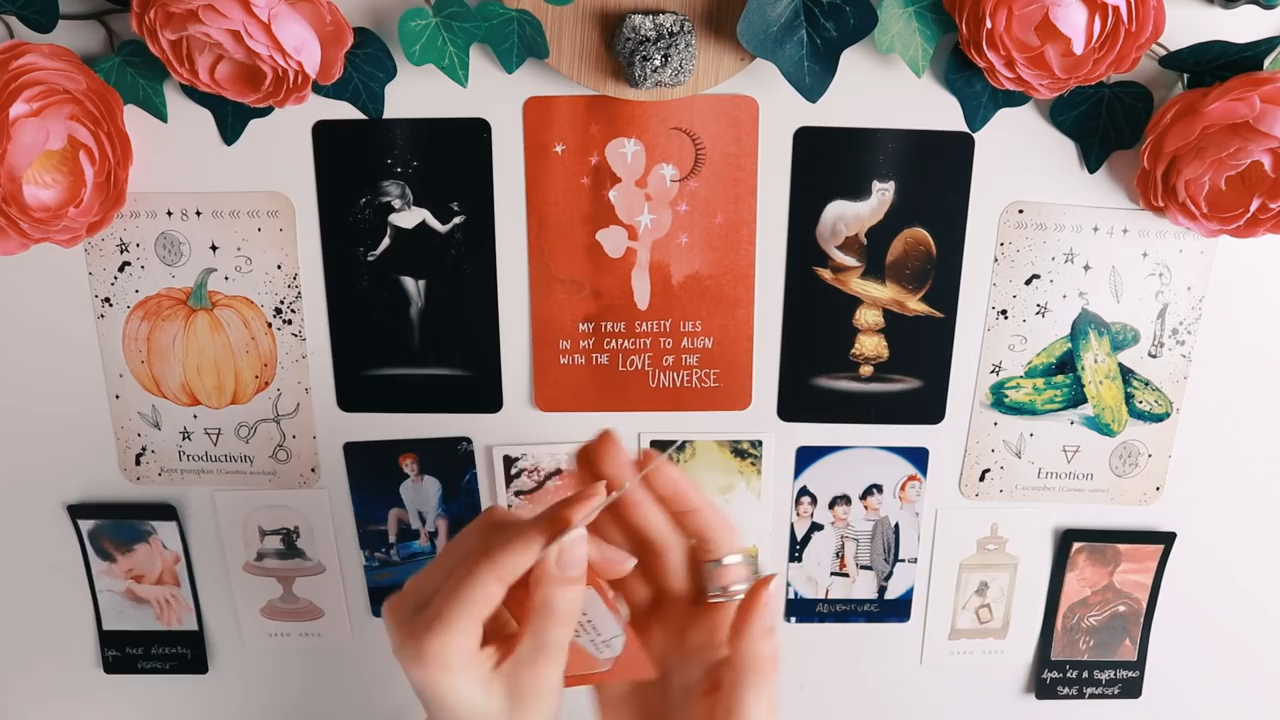 8
4
MY TRUE SAFETY LIES
IN MY CAPACITY TO ALIGN
WITH THE LOVE OF THE
UNIVERSE.
Productivity
Kent pumpkin (Cucurbita moschata)
Emotion
Cucumber (Cucumis sativus)
ADVENTURE
YOU ARE ALREADY
PERFECT
YOU'RE A SUPERHERO
SAVE YOURSELF